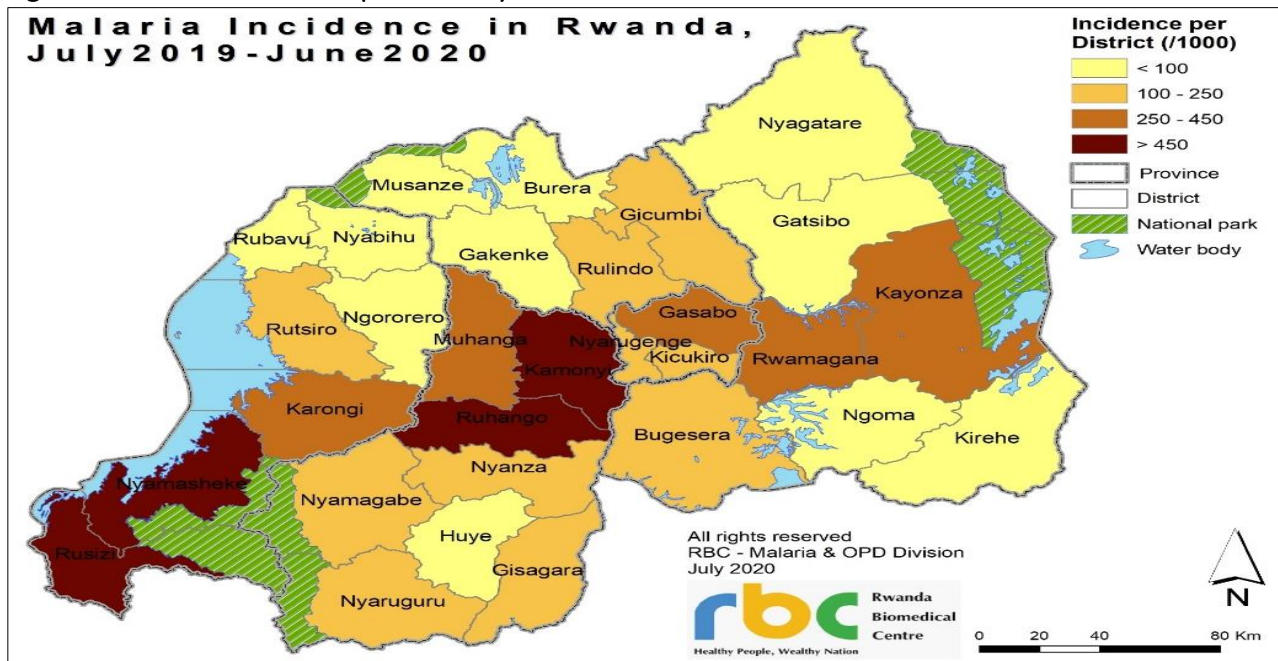 Malaria Incidence in Rwanda,
July2019-June2020
Incidence per
District (/1000)
< 100
100 - 250
250 - 450
> 450
Province
District
National park
Water body
Nyagatare
Musanze
Burera
Gicumbi
Gatsibo
Rubavu
Nyabihu
Gakenke
Rulindo
Kayonza
Gasabo
Ngororero
Rutsiro
Muhanga
Nyarugenge
Kicukiro
Rwamagana
Kamonyi
Karongi
Ruhango
Ngoma
Bugesera
Kirehe
Nyanza
Nyamasheke
Nyamagabe
Huye
Rusizi
Gisagara
Nyaruguru
All rights reserved
RBC - Malaria & OPD Division
July 2020
rbc
Rwanda
Biomedical
Centre
Healthy People, Wealthy Nation
N
0 20 40 80 Km